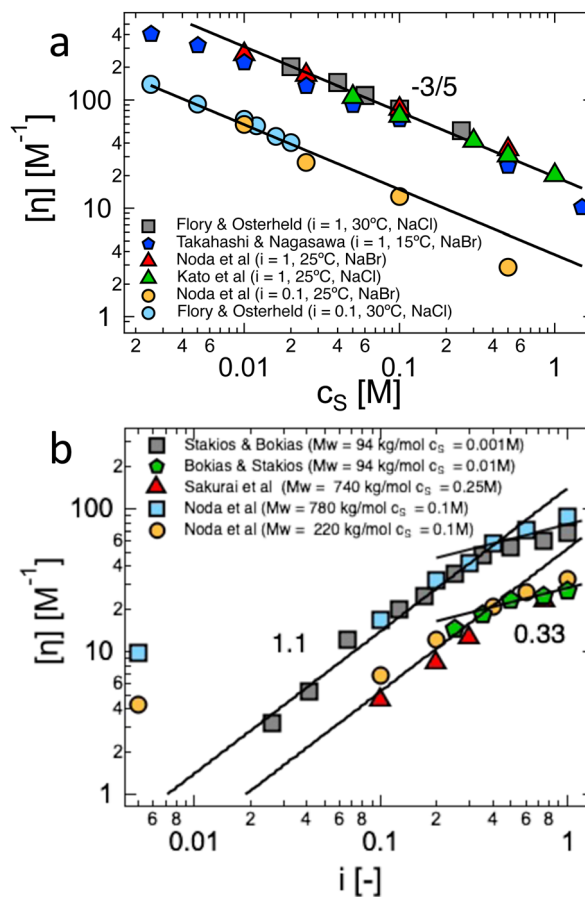 a
4
2
100
4
2
10
4
2
1
[η] [M⁻¹]
-3/5
Flory & Osterheld (i = 1, 30ºC, NaCl)
Takahashi & Nagasawa (i = 1, 15ºC, NaBr)
Noda et al (i = 1, 25ºC, NaBr)
Kato et al (i = 1, 25ºC, NaCl)
Noda et al (i = 0.1, 25ºC, NaBr)
Flory & Osterheld (i = 0.1, 30ºC, NaCl)
4 6 0.01 2 4 6 0.1 2 4 6 1
c_S [M]
b
2
100
4
2
10
4
2
1
[η] [M⁻¹]
Stakios & Bokias (Mw = 94 kg/mol c_S = 0.001M)
Bokias & Stakios (Mw = 94 kg/mol c_S = 0.01M)
Sakurai et al (Mw = 740 kg/mol c_S = 0.25M)
Noda et al (Mw = 780 kg/mol c_S = 0.1M)
Noda et al (Mw = 220 kg/mol c_S = 0.1M)
1.1
0.33
6 8 0.01 2 4 6 8 0.1 2 4 6 8 1
i [-]